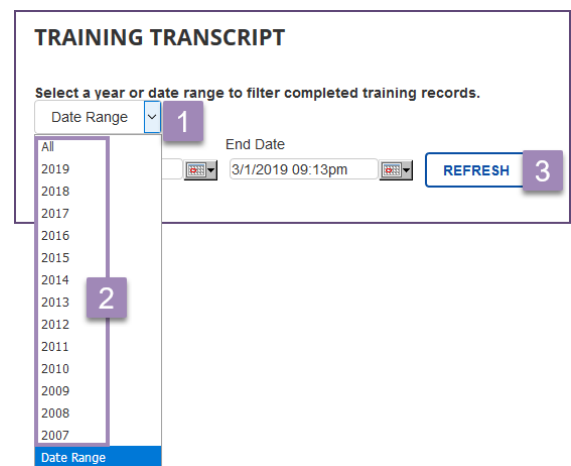 TRAINING TRANSCRIPT
Select a year or date range to filter completed training records.
Date Range
1
End Date
3/1/2019 09:13pm
REFRESH
3
All
2019
2018
2017
2016
2015
2014
2013
2
2012
2011
2010
2009
2008
2007
Date Range